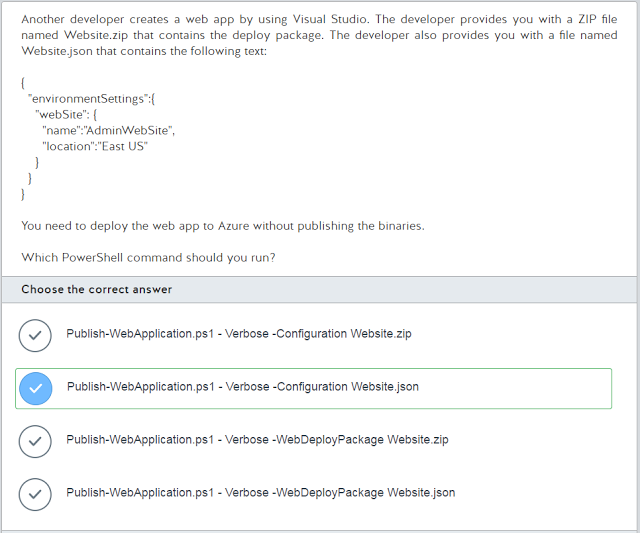 Another developer creates a web app by using Visual Studio. The developer provides you with a ZIP file
named Website.zip that contains the deploy package. The developer also provides you with a file named
Website.json that contains the following text:
{
"environmentSettings":{
"webSite": {
"name":"AdminWebSite",
"location":"East US"
}
}
}
You need to deploy the web app to Azure without publishing the binaries.
Which PowerShell command should you run?
Choose the correct answer
Publish-WebApplication.ps1 - Verbose -Configuration Website.zip
Publish-WebApplication.ps1 - Verbose -Configuration Website.json
Publish-WebApplication.ps1 - Verbose -WebDeployPackage Website.zip
Publish-WebApplication.ps1 - Verbose -WebDeployPackage Website.json